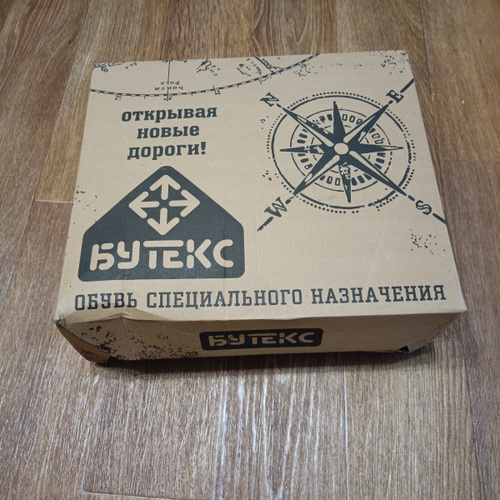 открывая
новые
дороги!
N
E
W
S
БУТЕКС
ОБУВЬ СПЕЦИАЛЬНОГО НАЗНАЧЕНИЯ
БУТЕКС